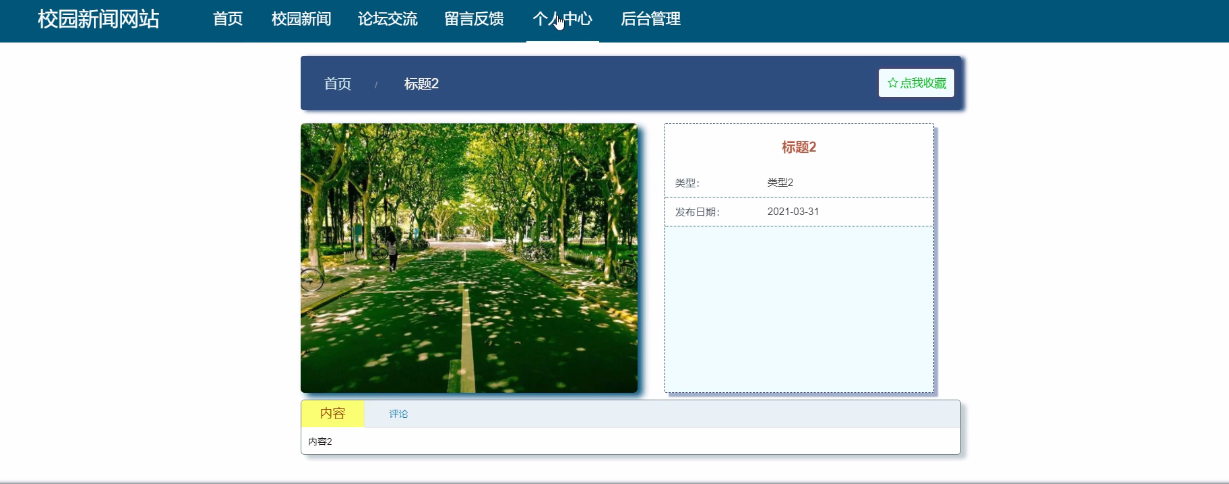 校园新闻网站 首页 校园新闻 论坛交流 留言反馈 个人中心 后台管理
首页 / 标题2 ☆点我收藏
标题2
类型： 类型2
发布日期： 2021-03-31
内容 评论
内容2